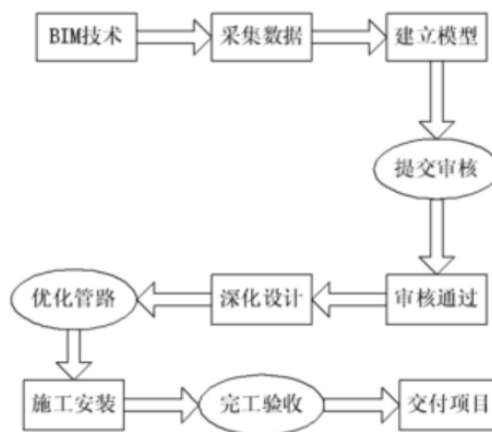 BIM技术
采集数据
建立模型
提交审核
审核通过
深化设计
优化管路
施工安装
完工验收
交付项目